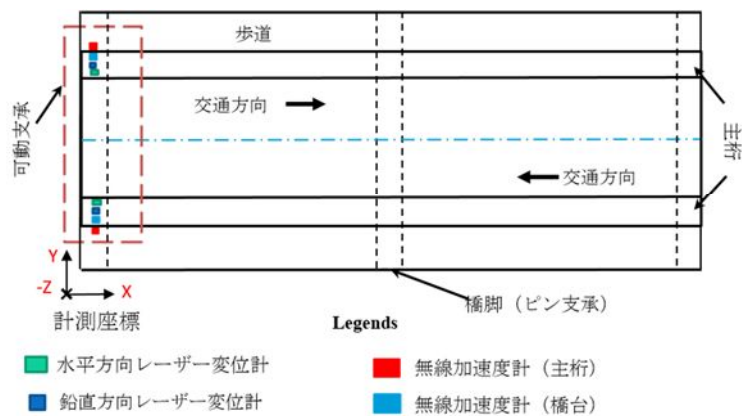 歩道
交通方向
可動支承
主桁
交通方向
Y
-Z
X
計測座標
橋脚（ピン支承）
Legends
水平方向レーザー変位計
無線加速度計（主桁）
鉛直方向レーザー変位計
無線加速度計（橋台）